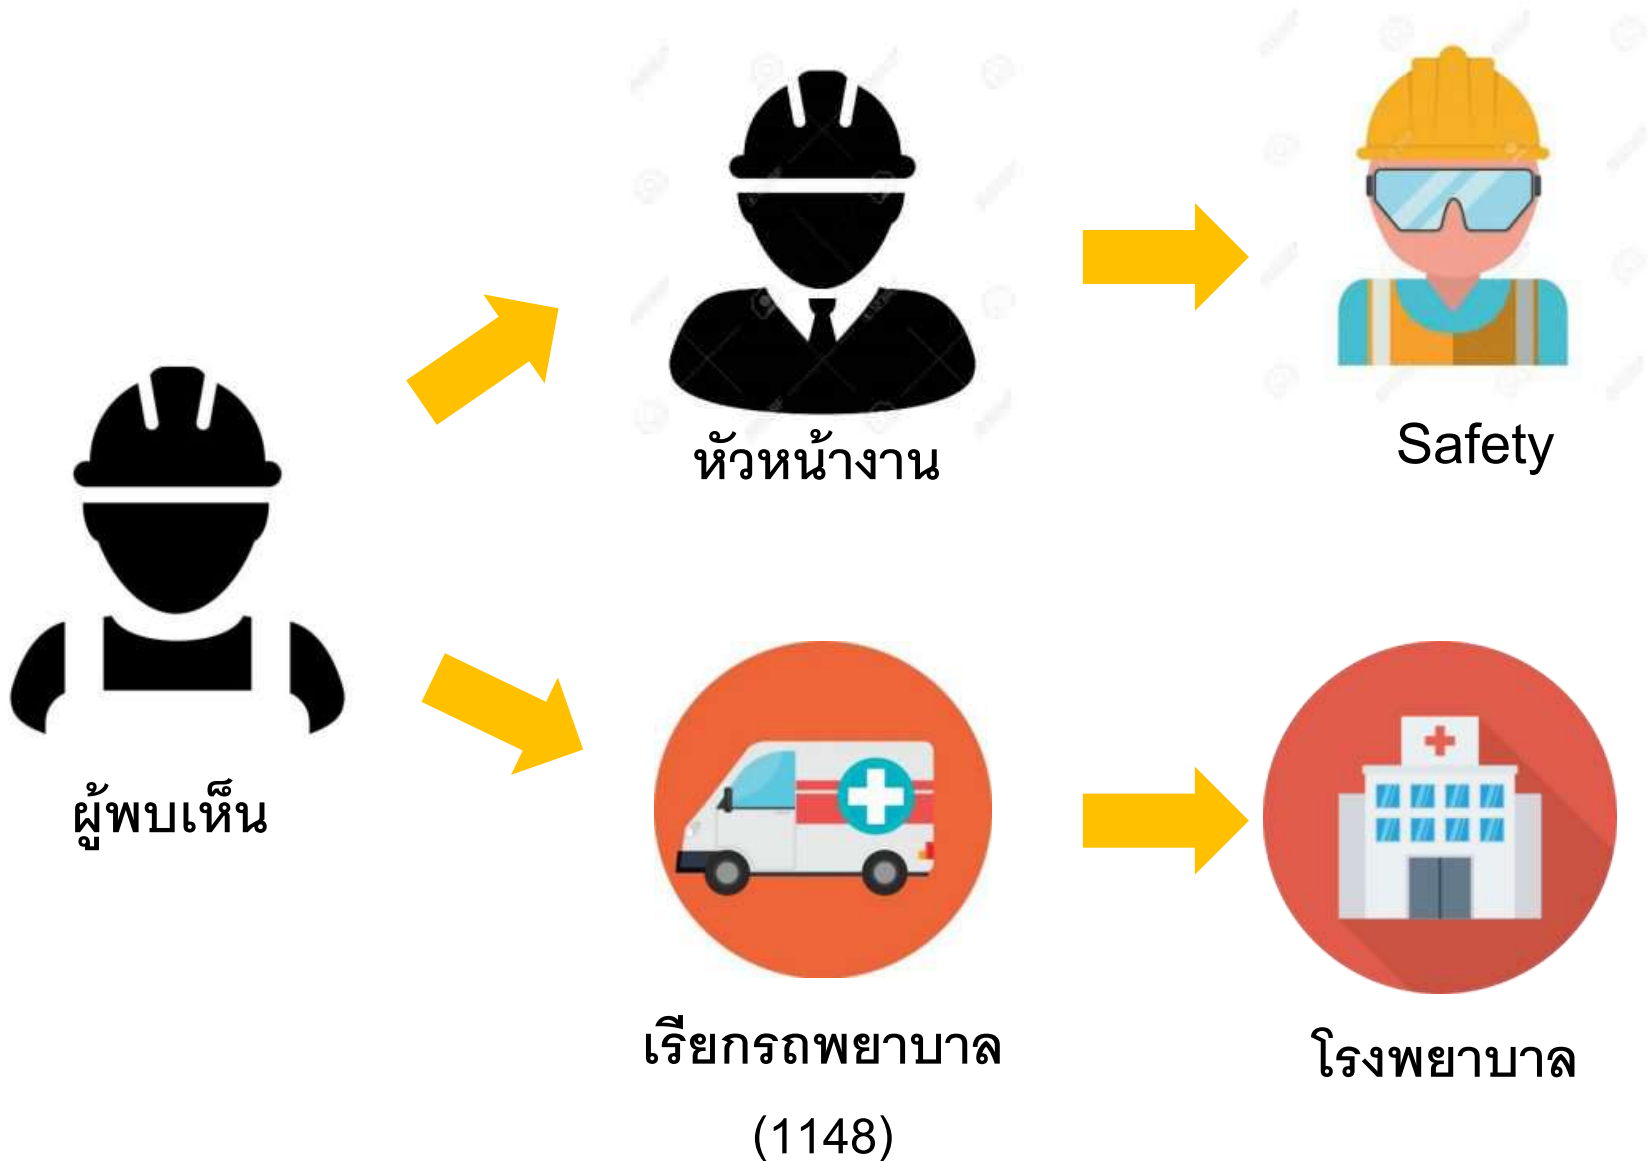 หัวหน้างาน
Safety
ผู้พบเห็น
เรียกรถพยาบาล
(1148)
โรงพยาบาล